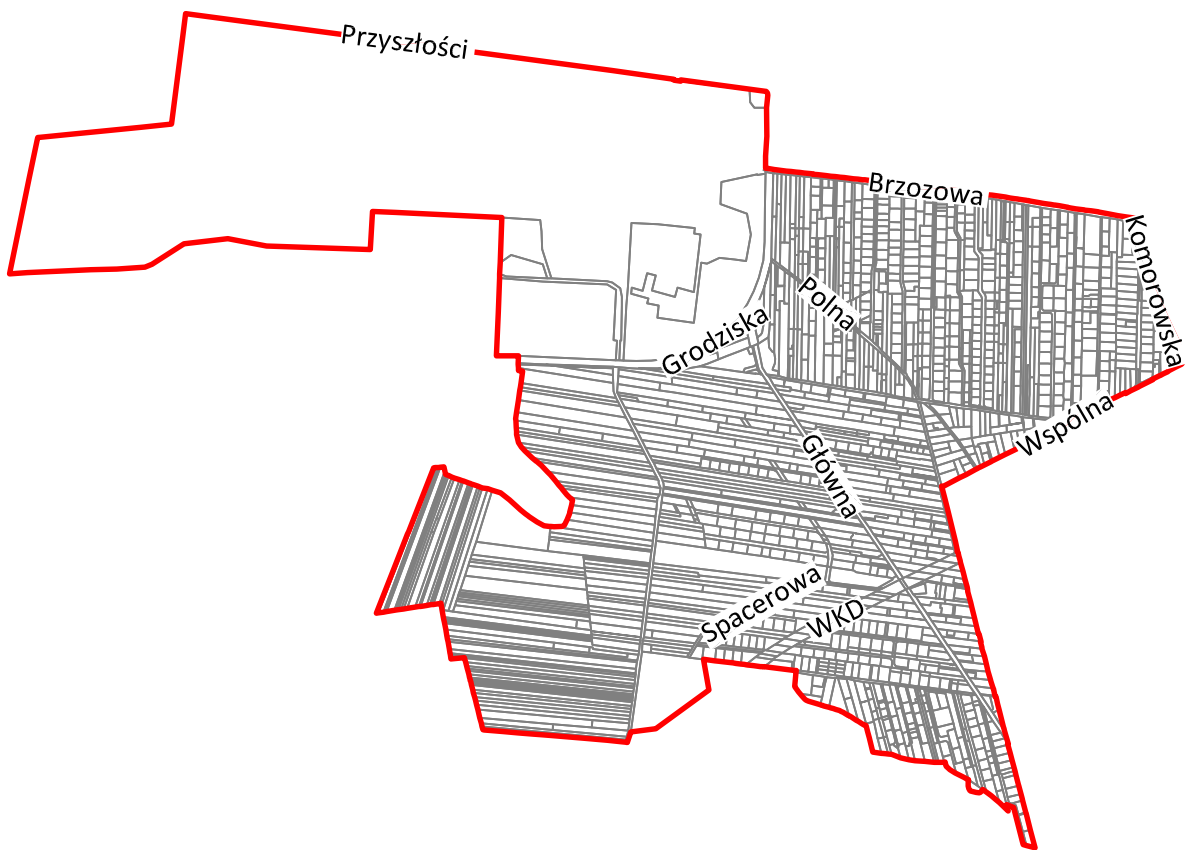 Przyszłości
Brzozowa
Komorowska
Polna
Grodziska
Wspólna
Główna
Spacerowa
WKD